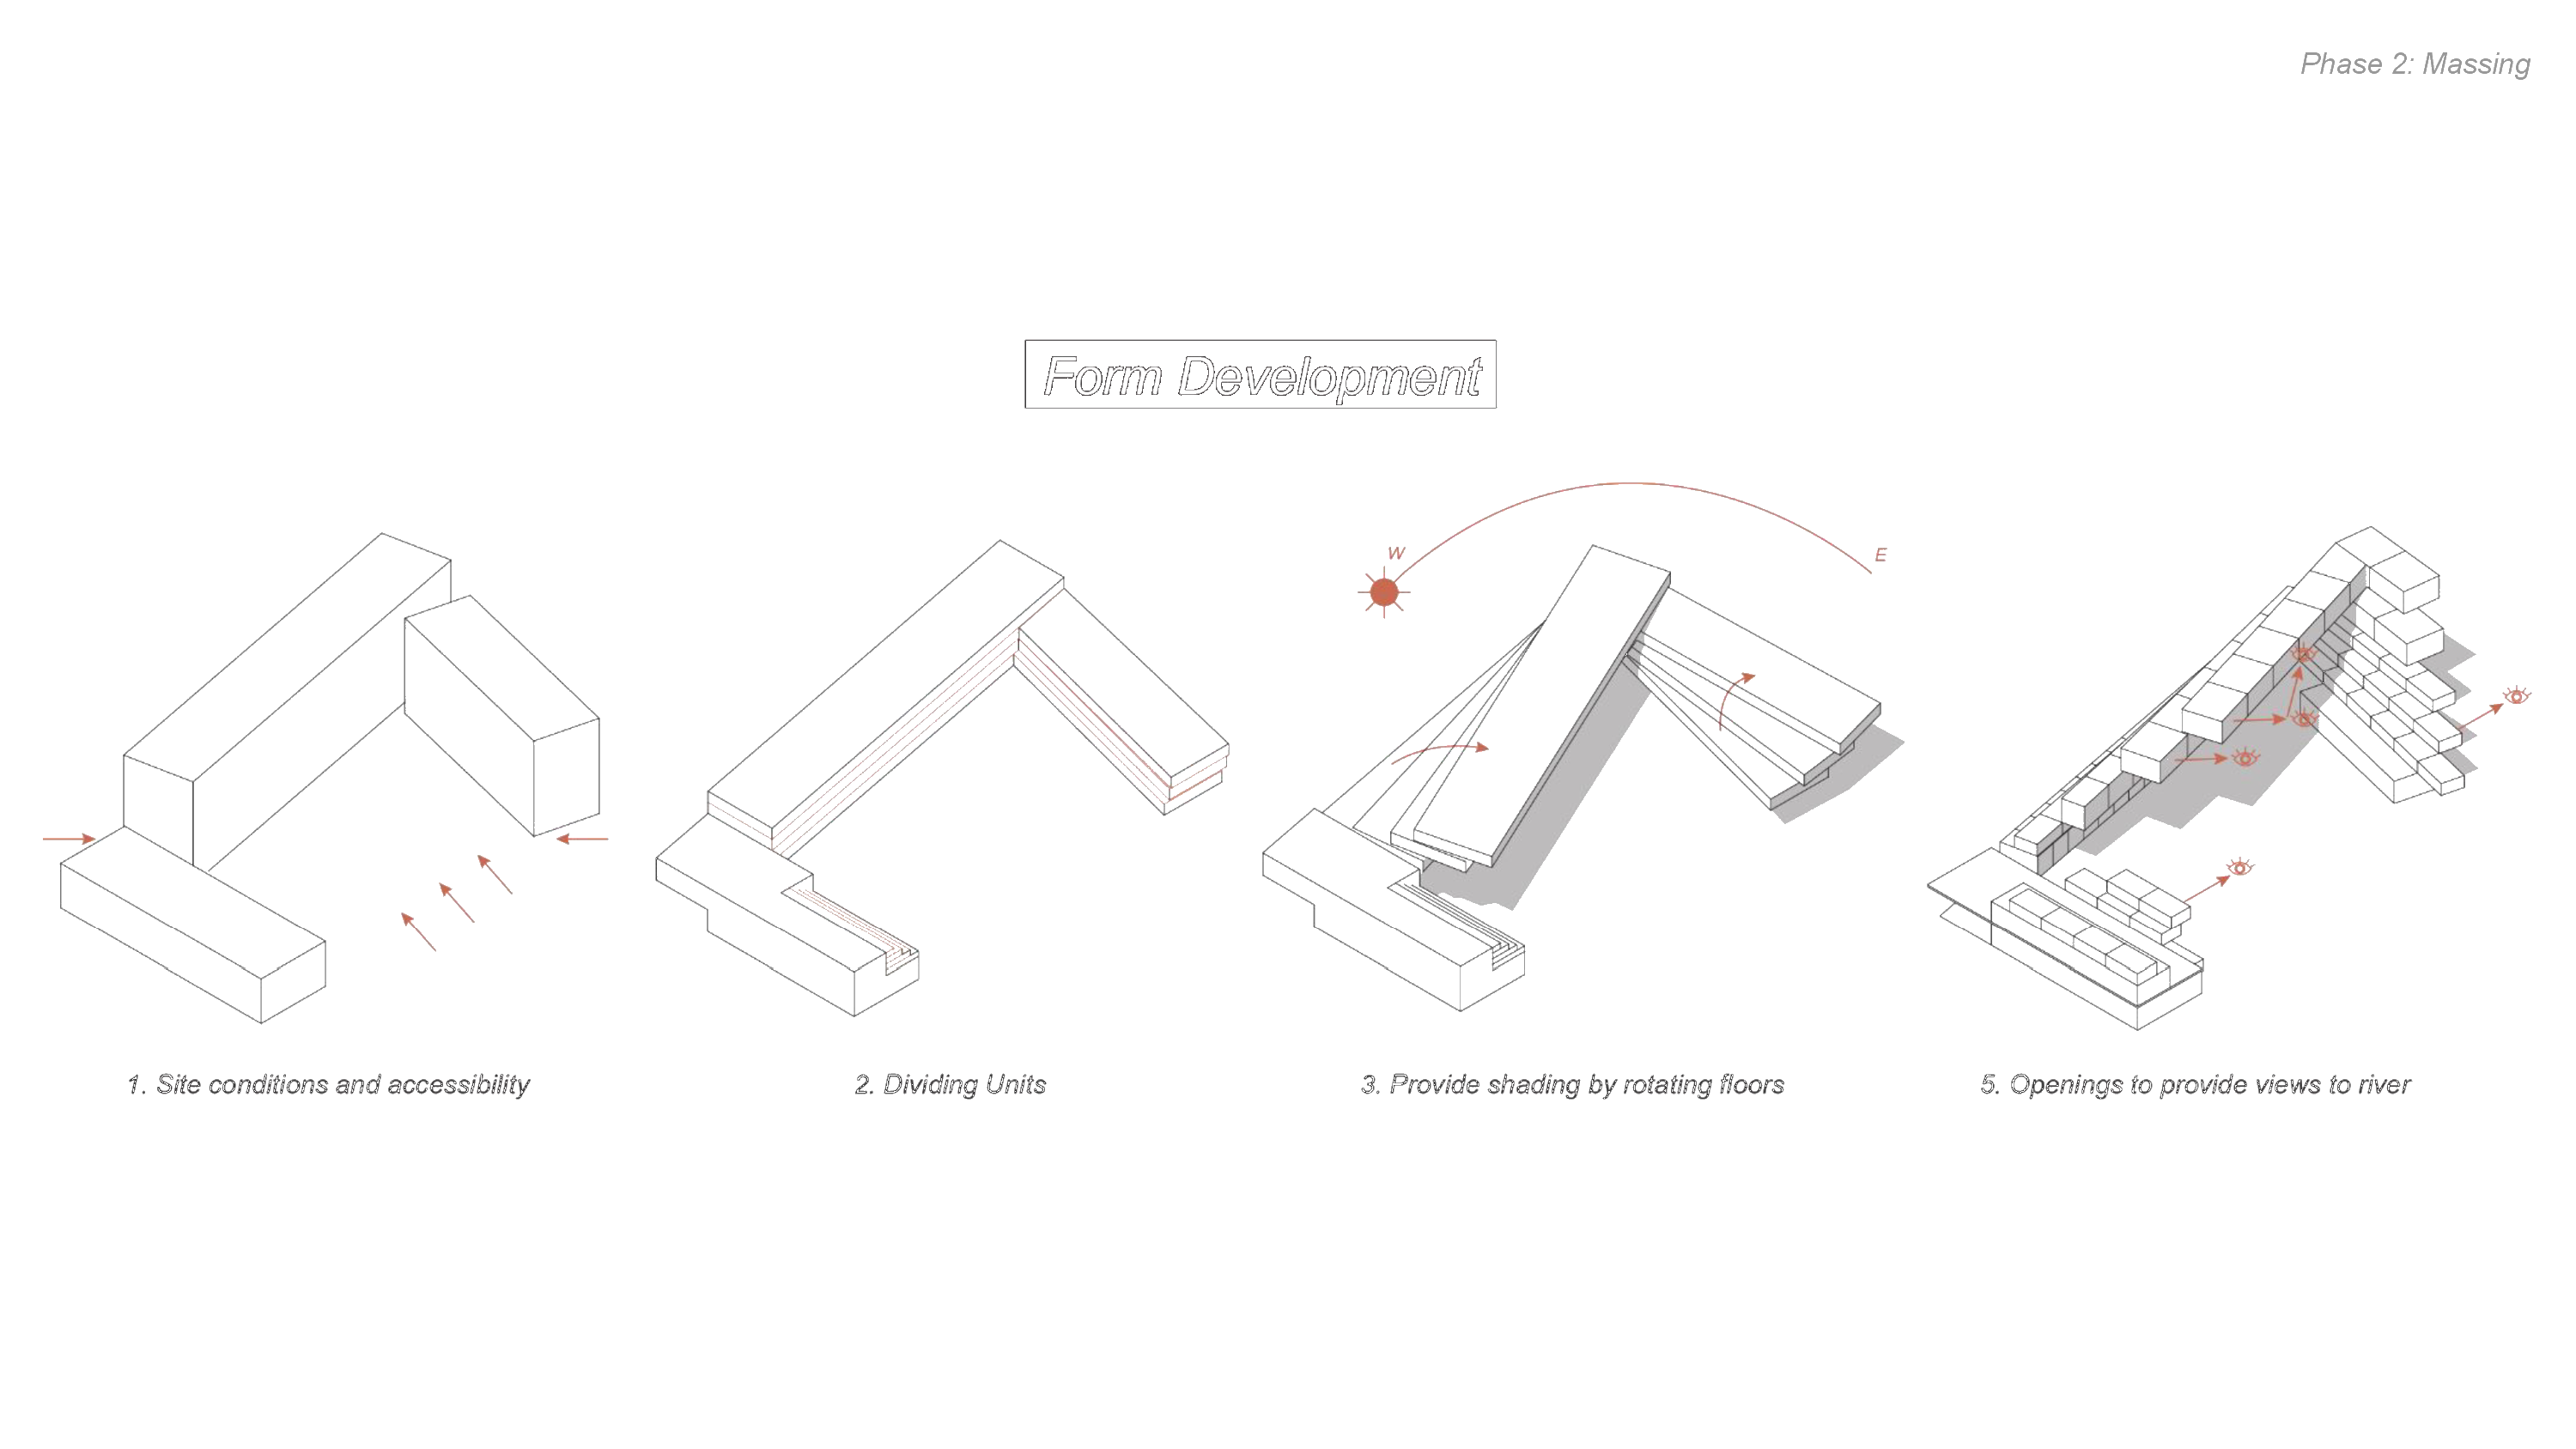 Phase 2: Massing
Form Development
W
E
1. Site conditions and accessibility
2. Dividing Units
3. Provide shading by rotating floors
5. Openings to provide views to river